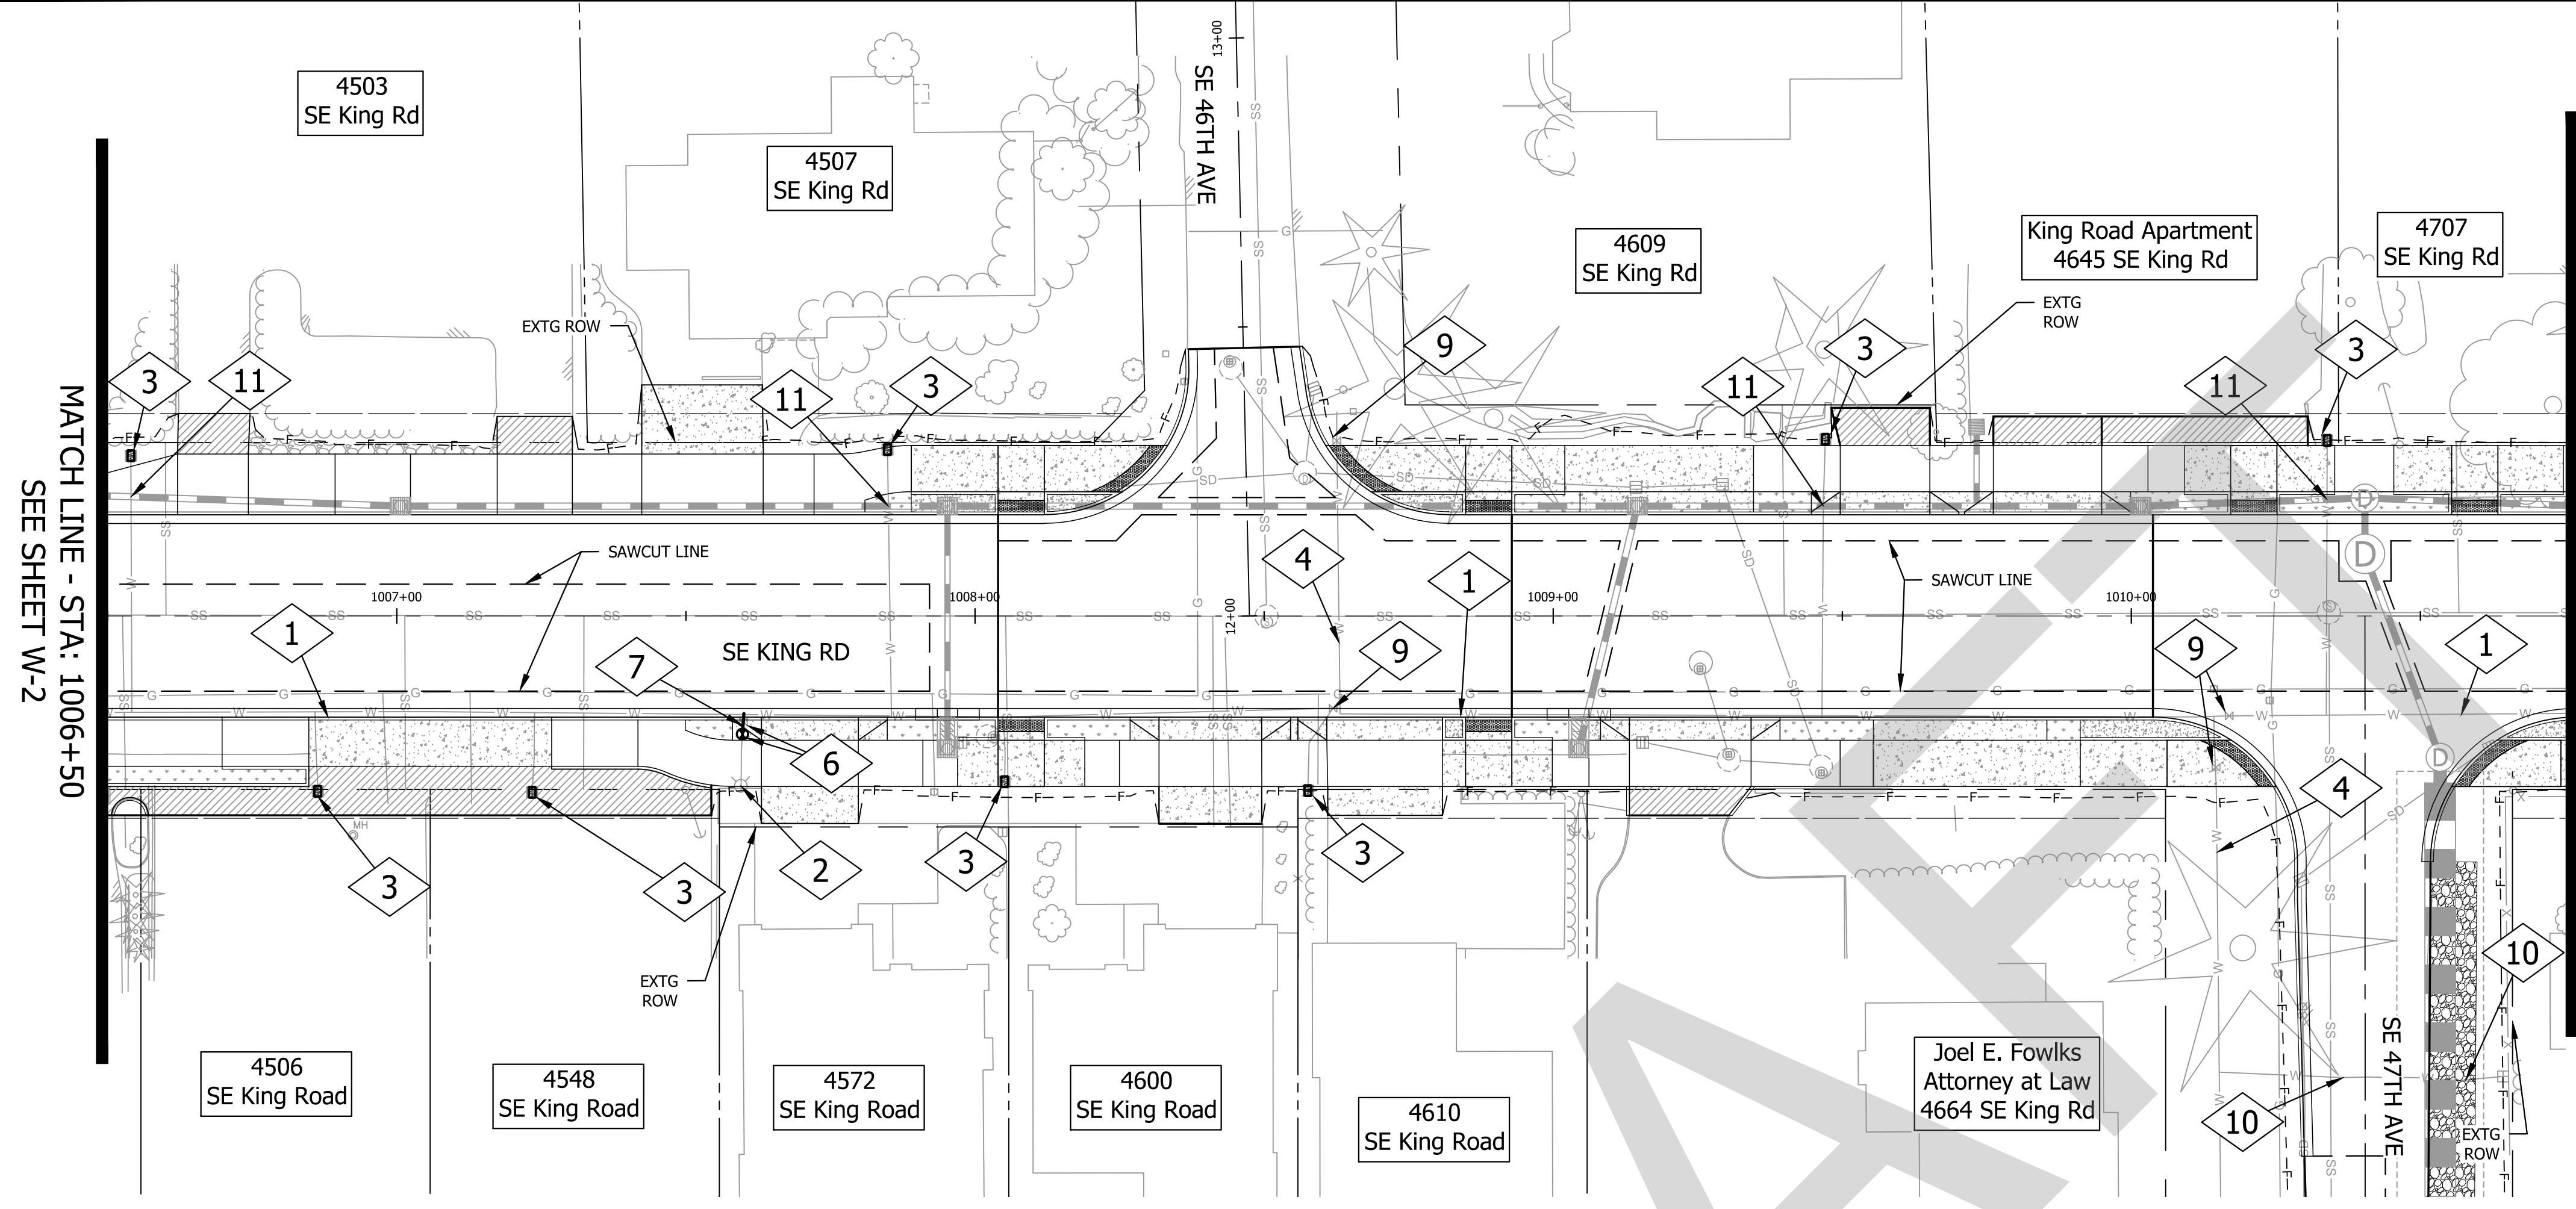 13+00
SE 46TH AVE
4503
SE King Rd
4507
SE King Rd
4609
SE King Rd
King Road Apartment
4645 SE King Rd
4707
SE King Rd
EXTG ROW
EXTG
ROW
3
11
11
3
9
11
3
11
3
MATCH LINE - STA: 1006+50
SEE SHEET W-2
SAWCUT LINE
SAWCUT LINE
1007+00
1008+00
12+00
1009+00
1010+00
SE KING RD
1
7
6
4
1
9
9
1
4
D
D
D
MH
3
3
2
3
3
10
10
EXTG
ROW
4506
SE King Road
4548
SE King Road
4572
SE King Road
4600
SE King Road
4610
SE King Road
Joel E. Fowlks
Attorney at Law
4664 SE King Rd
SE 47TH AVE
EXTG
ROW